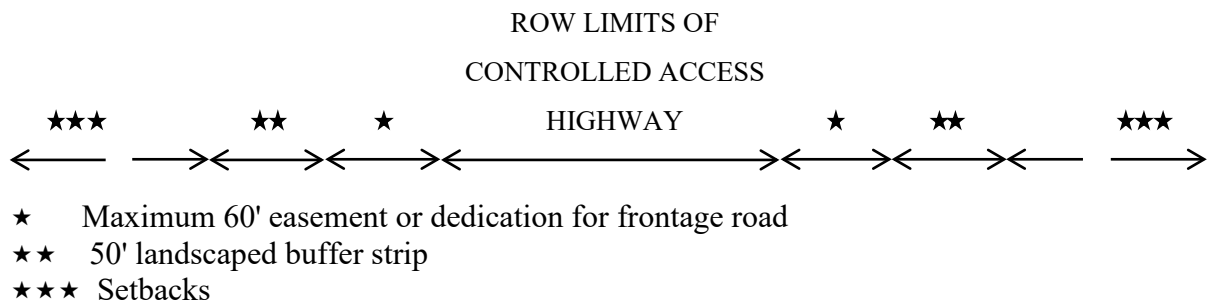 ROW LIMITS OF
CONTROLLED ACCESS
★★★ ★★ ★ HIGHWAY ★ ★★ ★★★
★ Maximum 60' easement or dedication for frontage road
★★ 50' landscaped buffer strip
★★★ Setbacks